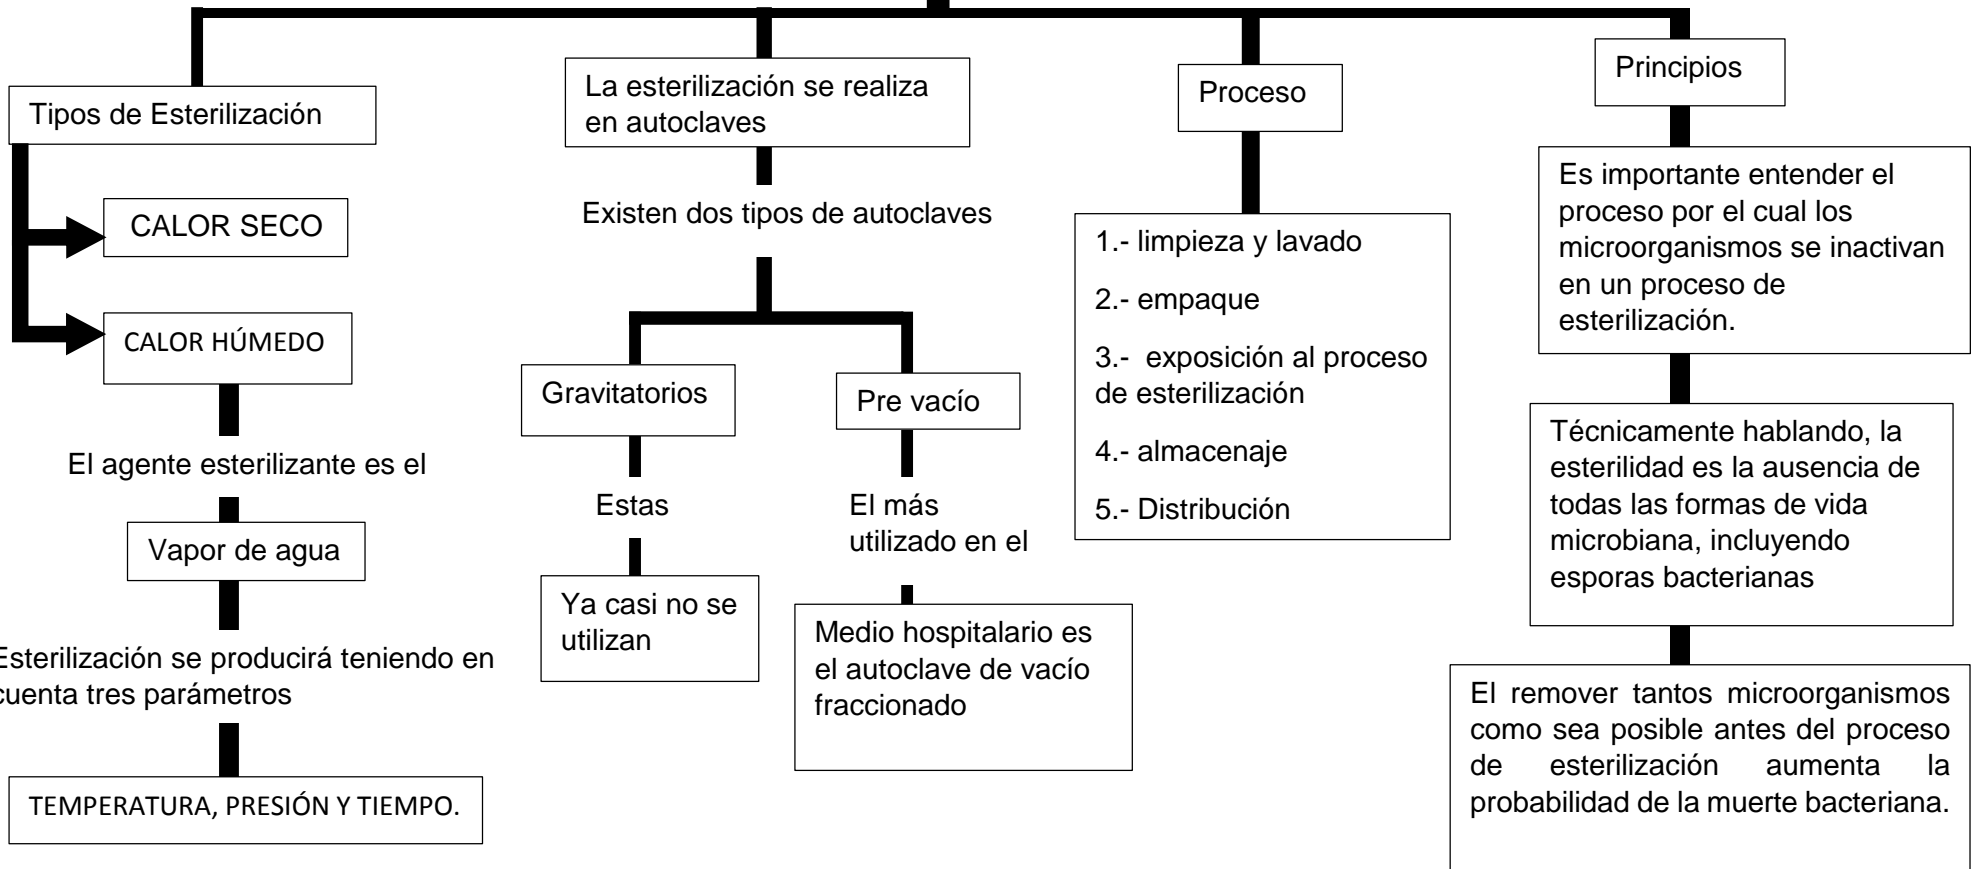 Tipos de Esterilización
CALOR SECO
CALOR HÚMEDO
El agente esterilizante es el
Vapor de agua
Esterilización se producirá teniendo en
cuenta tres parámetros
TEMPERATURA, PRESIÓN Y TIEMPO.
La esterilización se realiza
en autoclaves
Existen dos tipos de autoclaves
Gravitatorios
Estas
Ya casi no se
utilizan
Pre vacío
El más
utilizado en el
Medio hospitalario es
el autoclave de vacío
fraccionado
Proceso
1.- limpieza y lavado
2.- empaque
3.- exposición al proceso
de esterilización
4.- almacenaje
5.- Distribución
Principios
Es importante entender el
proceso por el cual los
microorganismos se inactivan
en un proceso de
esterilización.
Técnicamente hablando, la
esterilidad es la ausencia de
todas las formas de vida
microbiana, incluyendo
esporas bacterianas
El remover tantos microorganismos
como sea posible antes del proceso
de esterilización aumenta la
probabilidad de la muerte bacteriana.